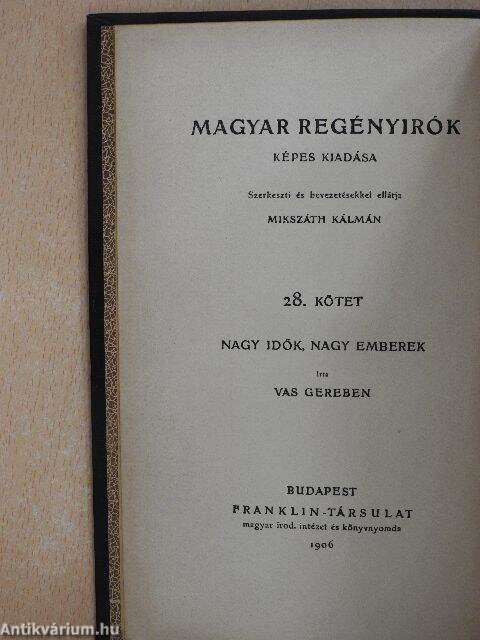 MAGYAR REGÉNYIRÓK
KÉPES KIADÁSA
Szerkeszti és bevezetésekkel ellátja
MIKSZÁTH KÁLMÁN
28. KÖTET
NAGY IDŐK, NAGY EMBEREK
Irta
VAS GEREBEN
BUDAPEST
FRANKLIN-TÁRSULAT
magyar irod. intézet és könyvnyomda
1906
Antikvárium.hu